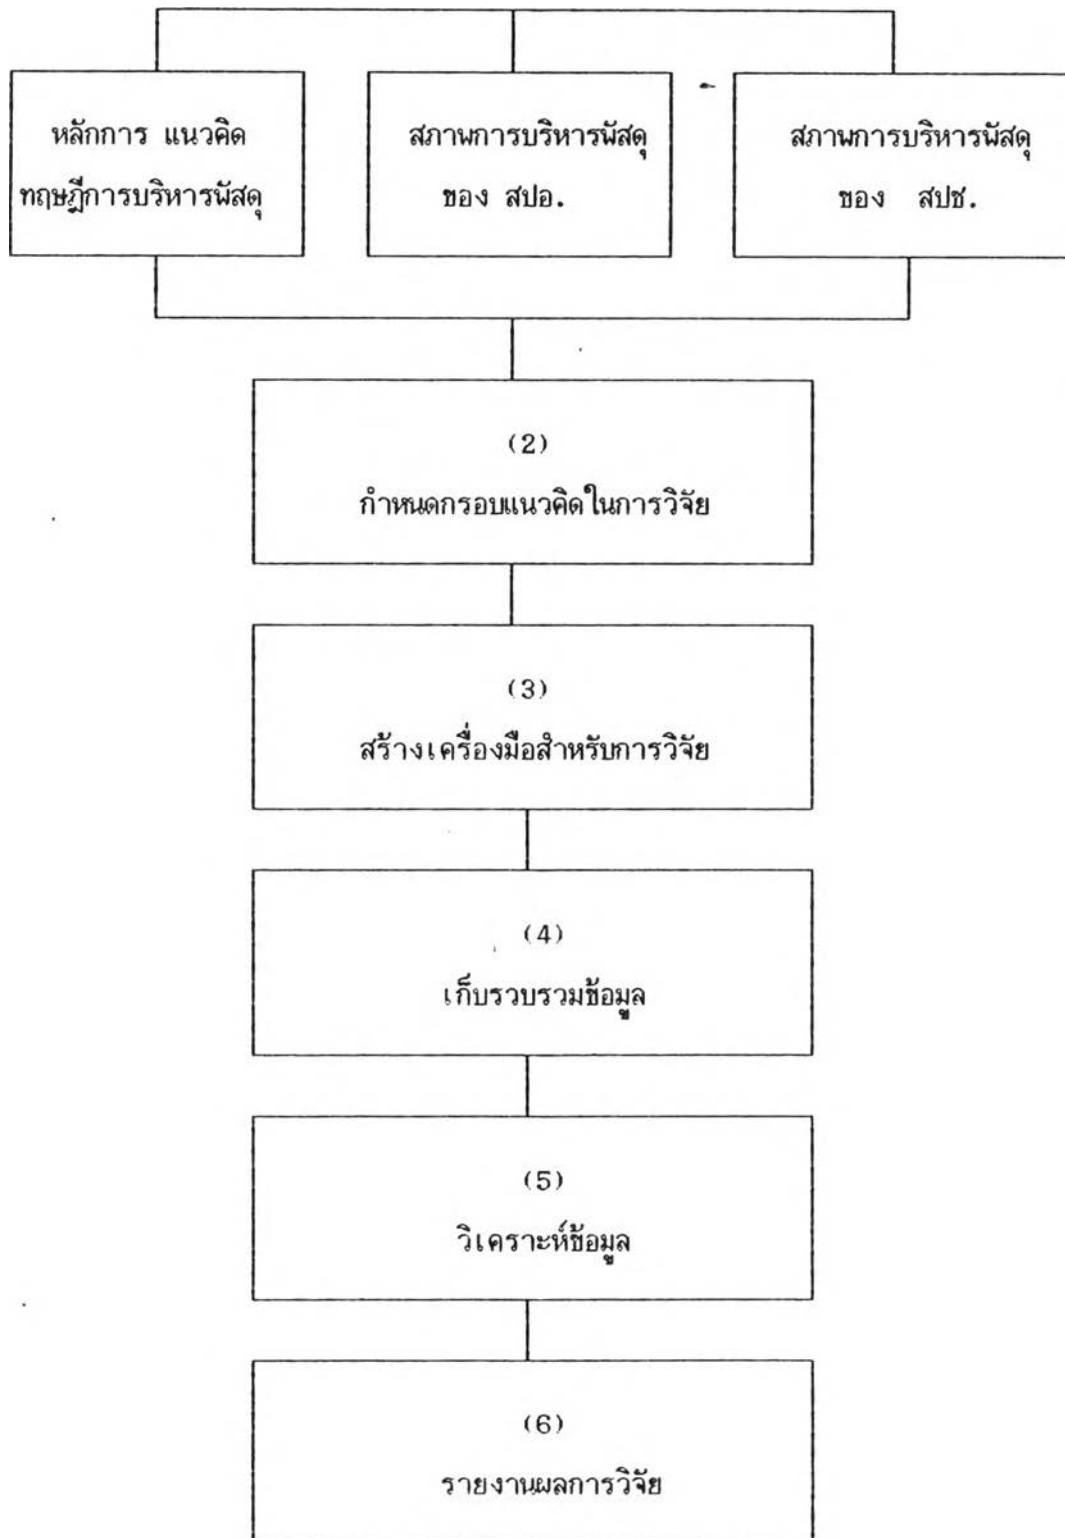 หลักการ แนวคิด
ทฤษฎีการบริหารพัสดุ
สภาพการบริหารพัสดุ
ของ สปอ.
สภาพการบริหารพัสดุ
ของ สปช.
(2)
กำหนดกรอบแนวคิดในการวิจัย
(3)
สร้างเครื่องมือสำหรับการวิจัย
(4)
เก็บรวบรวมข้อมูล
(5)
วิเคราะห์ข้อมูล
(6)
รายงานผลการวิจัย